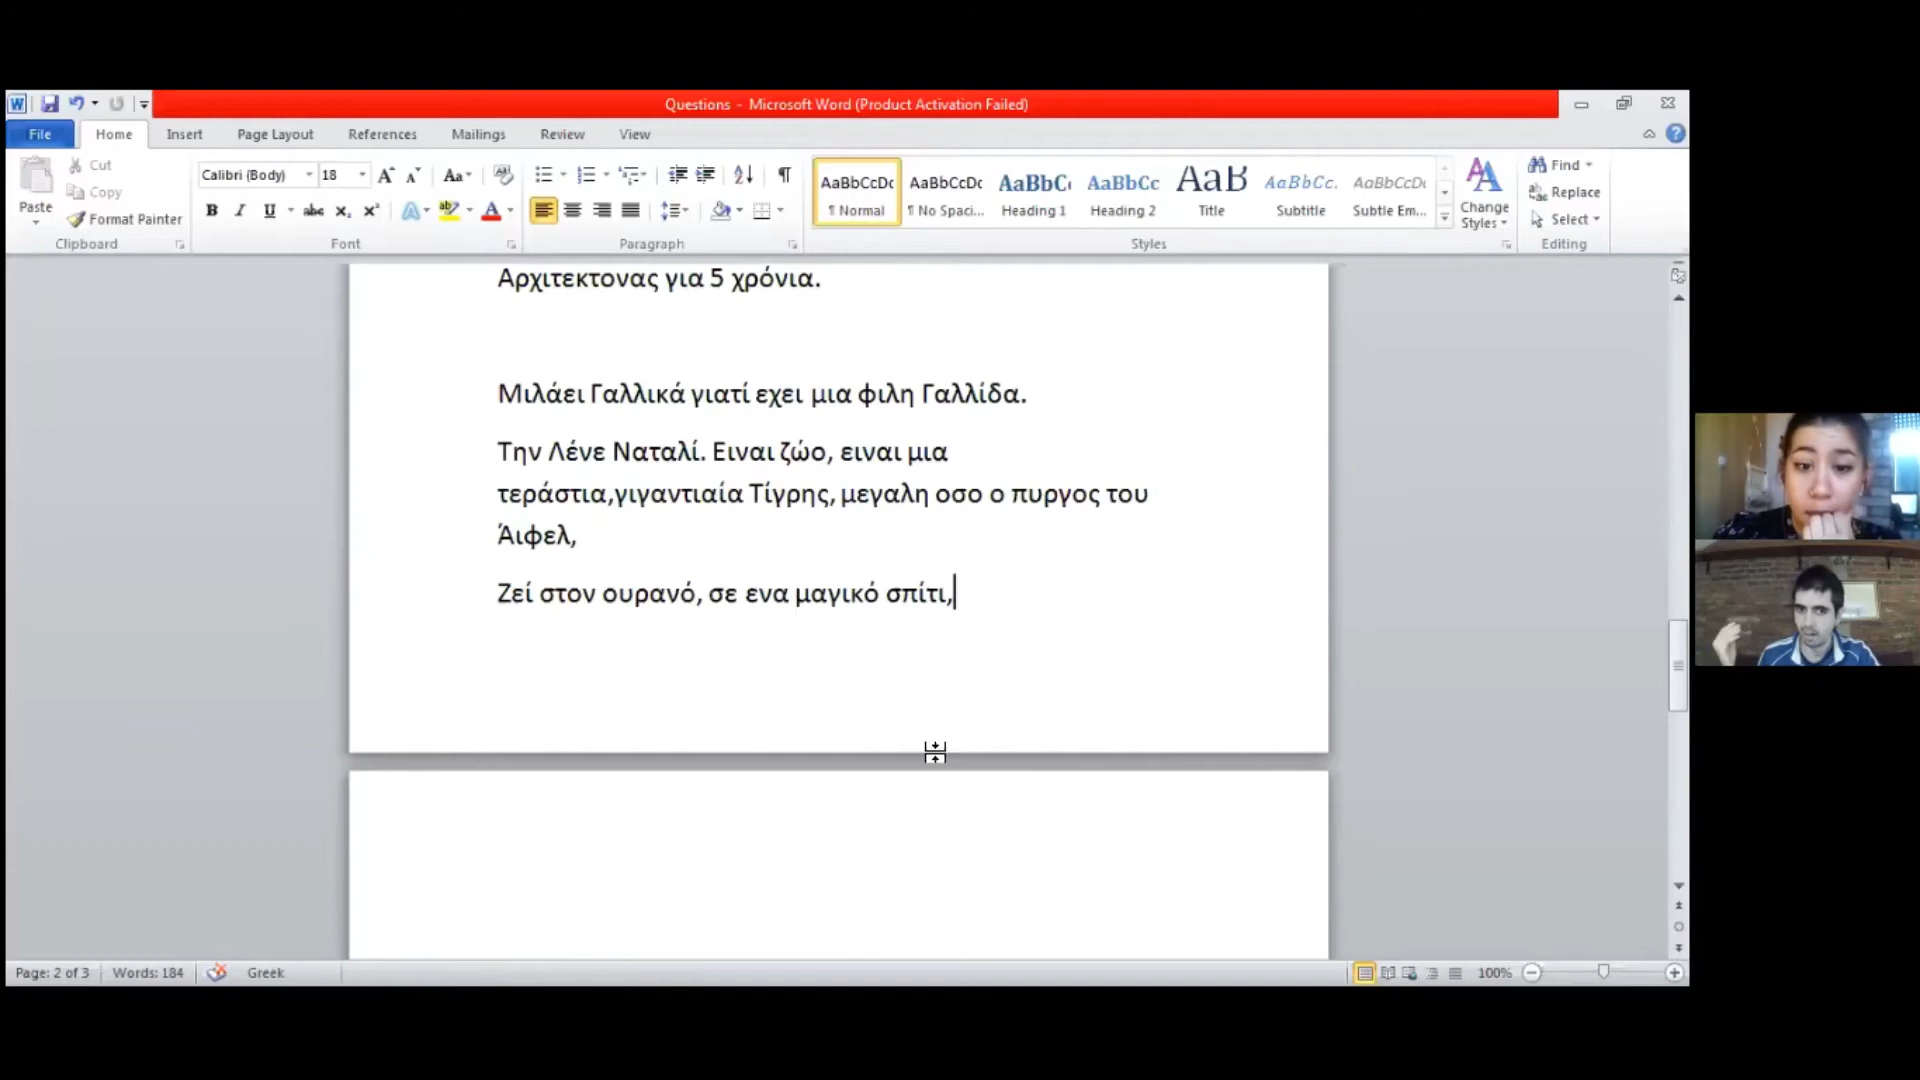 Questions - Microsoft Word (Product Activation Failed)
File Home Insert Page Layout References Mailings Review View
Cut
Copy
Format Painter
Paste
Clipboard
Calibri (Body) 18
Font
Paragraph
AaBbCcDc AaBbCcDc AaBbC AaBbCc AaB AaBbCc. AaBbCcDc
¶ Normal ¶ No Spaci... Heading 1 Heading 2 Title Subtitle Subtle Em...
Styles
Change Styles
Find
Replace
Select
Editing
Αρχιτεκτονας για 5 χρόνια.
Μιλάει Γαλλικά γιατί εχει μια φιλη Γαλλίδα.
Την Λένε Ναταλί. Ειναι ζώο, ειναι μια
τεράστια,γιγαντιαία Τίγρης, μεγαλη οσο ο πυργος του
Άιφελ,
Ζεί στον ουρανό, σε ενα μαγικό σπίτι,
Page: 2 of 3 Words: 184 Greek 100%